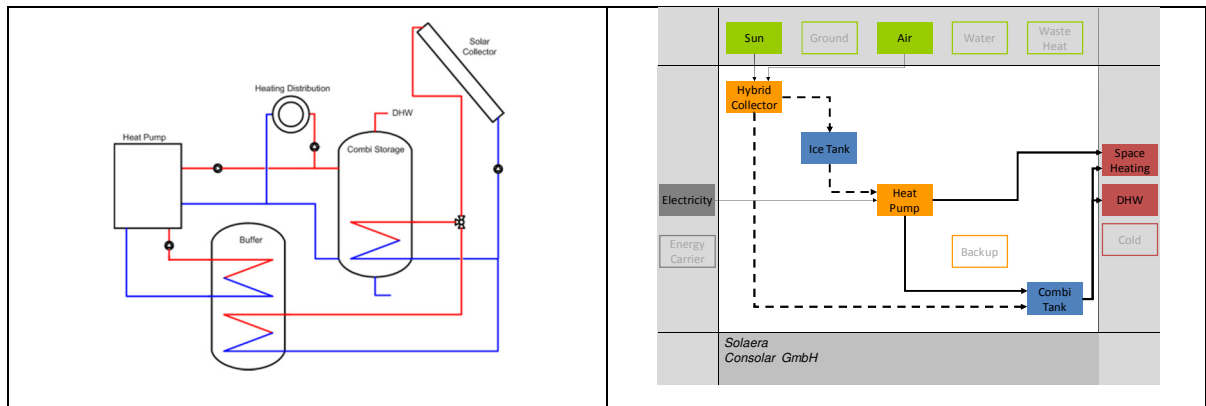 Solar
Collector
Heating Distribution
DHW
Heat Pump
Combi Storage
Buffer
Sun
Ground
Air
Water
Waste
Heat
Hybrid
Collector
Ice Tank
Space
Heating
Electricity
Heat
Pump
DHW
Energy
Carrier
Backup
Cold
Combi
Tank
Solaera
Consolar GmbH